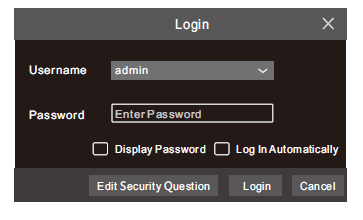 Login
Username admin
Password Enter Password
Display Password Log In Automatically
Edit Security Question Login Cancel